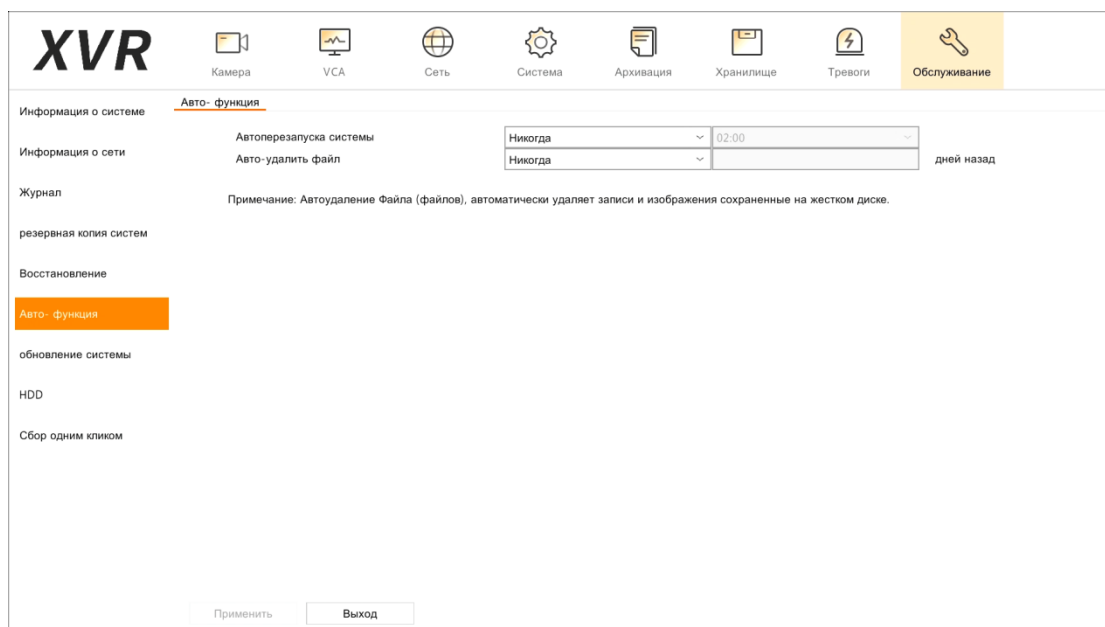 XVR
Камера VCA Сеть Система Архивация Хранилище Тревоги Обслуживание
Информация о системе
Информация о сети
Журнал
резервная копия систем
Восстановление
Авто- функция
обновление системы
HDD
Сбор одним кликом
Авто- функция
Автоперезапуска системы Никогда 02:00
Авто-удалить файл Никогда дней назад
Примечание: Автоудаление Файла (файлов), автоматически удаляет записи и изображения сохраненные на жестком диске.
Применить Выход